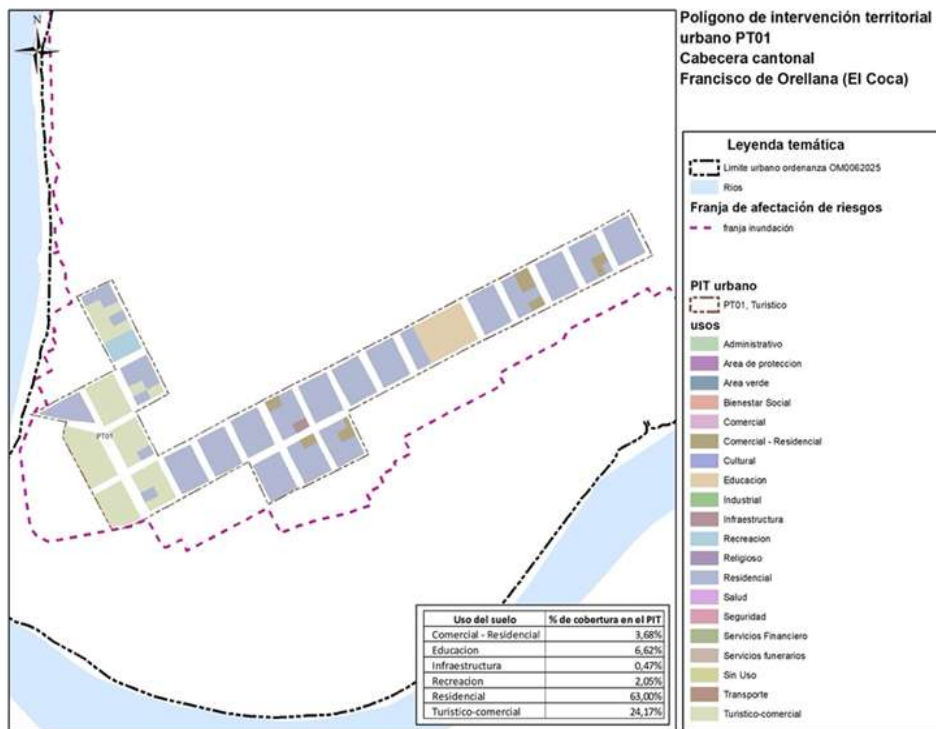 Polígono de intervención territorial
urbano PT01
Cabecera cantonal
Francisco de Orellana (El Coca)
N
PT01
Leyenda temática
Limite urbano ordenanza OM0062025
Rios
Franja de afectación de riesgos
franja inundación
PIT urbano
PT01, Turistico
usos
Administrativo
Area de proteccion
Area verde
Bienestar Social
Comercial
Comercial - Residencial
Cultural
Educacion
Industrial
Infraestructura
Recreacion
Religioso
Residencial
Salud
Seguridad
Servicios Financiero
Servicios funerarios
Sin Uso
Transporte
Turistico-comercial
Uso del suelo % de cobertura en el PIT
Comercial - Residencial 3,68%
Educacion 6,62%
Infraestructura 0,47%
Recreacion 2,05%
Residencial 63,00%
Turistico-comercial 24,17%